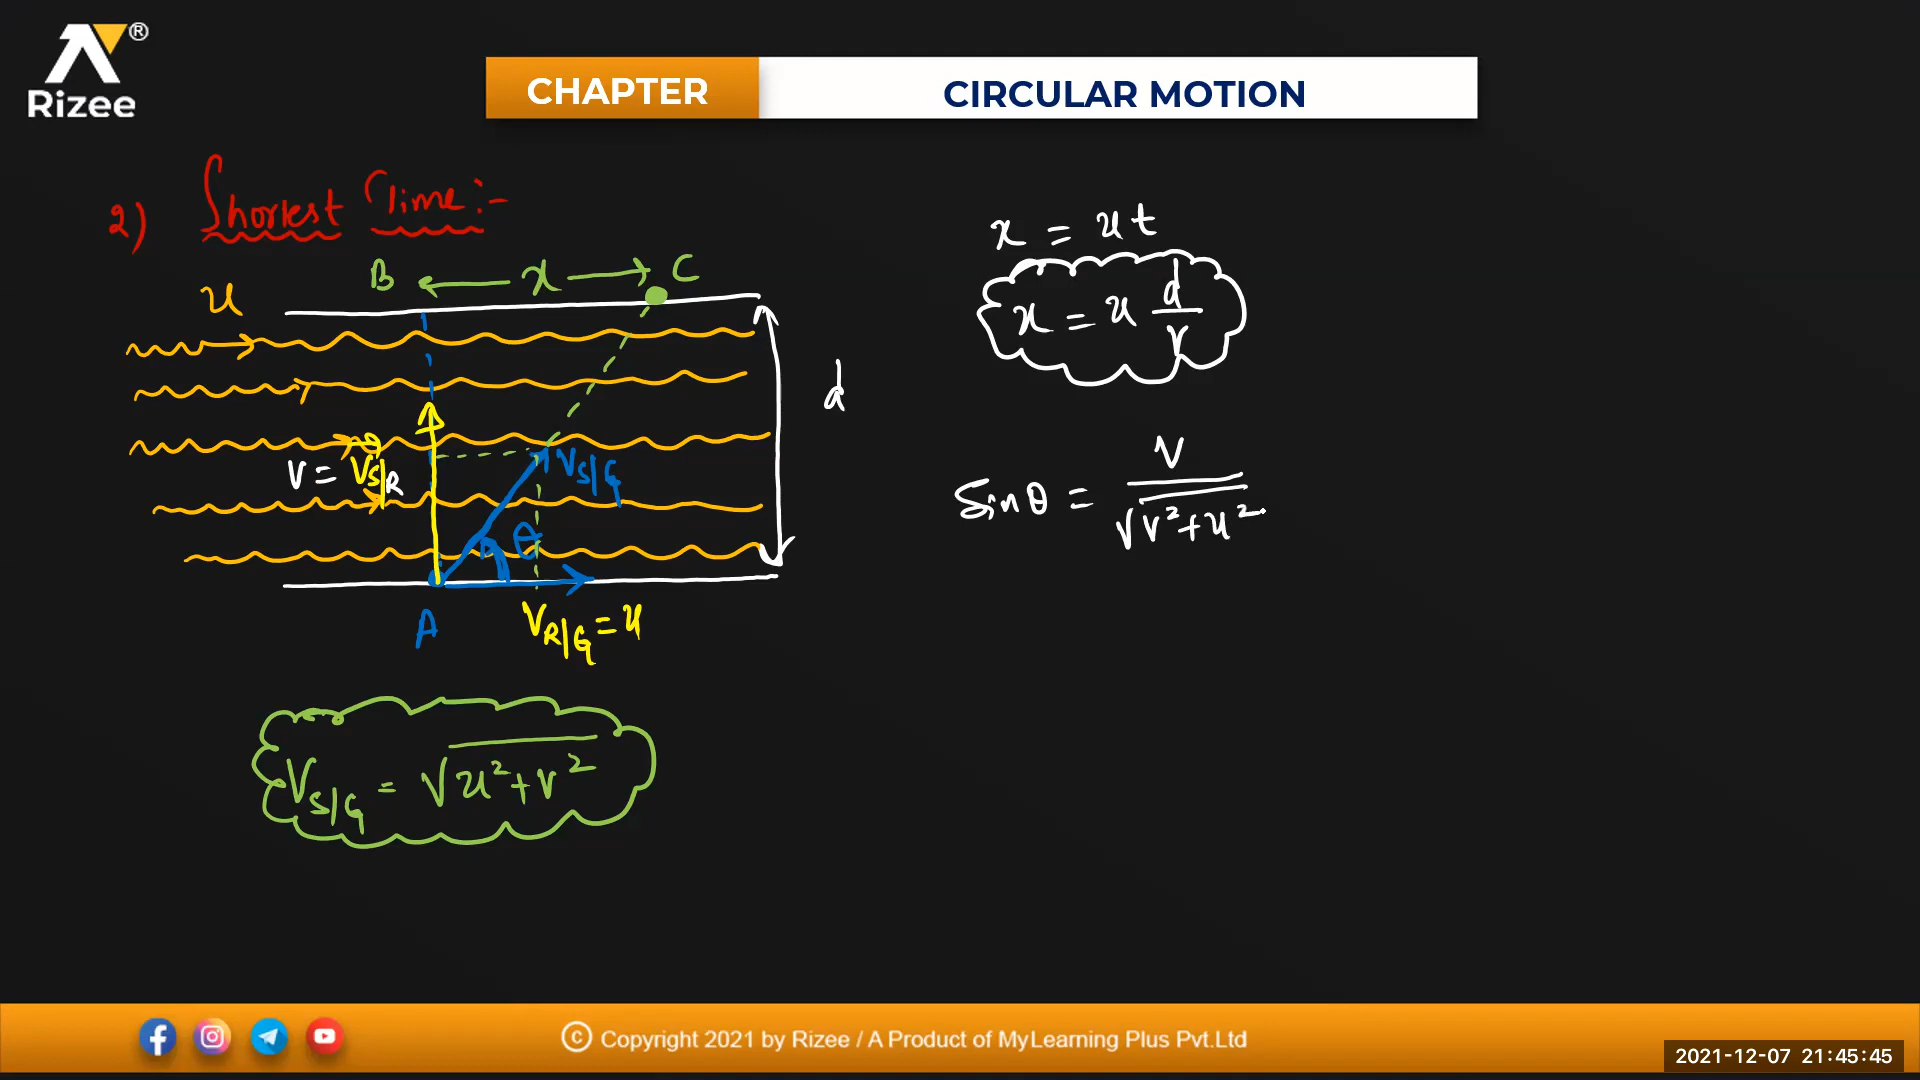 Rizee®
CHAPTER CIRCULAR MOTION
2) Shortest Time:-
B ← x → C
u
d
V = VS/R
VS/G
θ
A
VR/G = u
VS/G = √u²+v²
x = ut
x = u d/v
Sinθ = V/√v²+u²
© Copyright 2021 by Rizee / A Product of MyLearning Plus Pvt.Ltd
2021-12-07 21:45:45